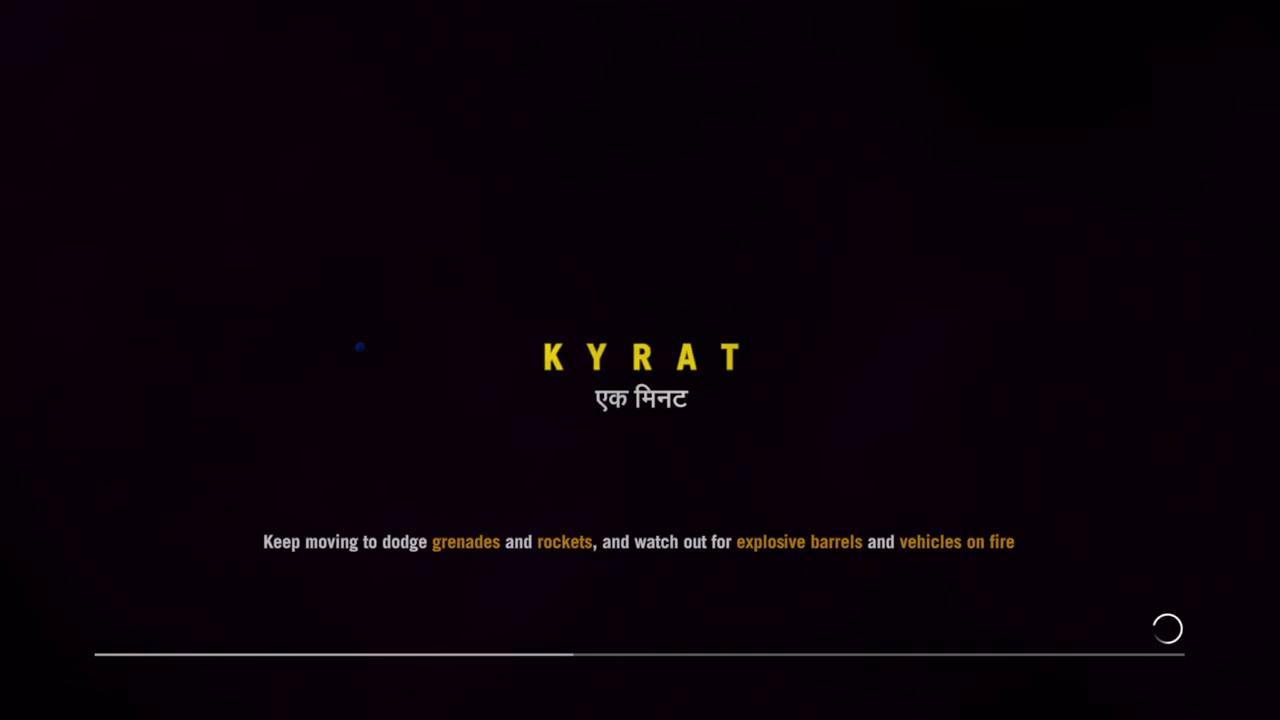 KYRAT
एक मिनट
Keep moving to dodge grenades and rockets, and watch out for explosive barrels and vehicles on fire